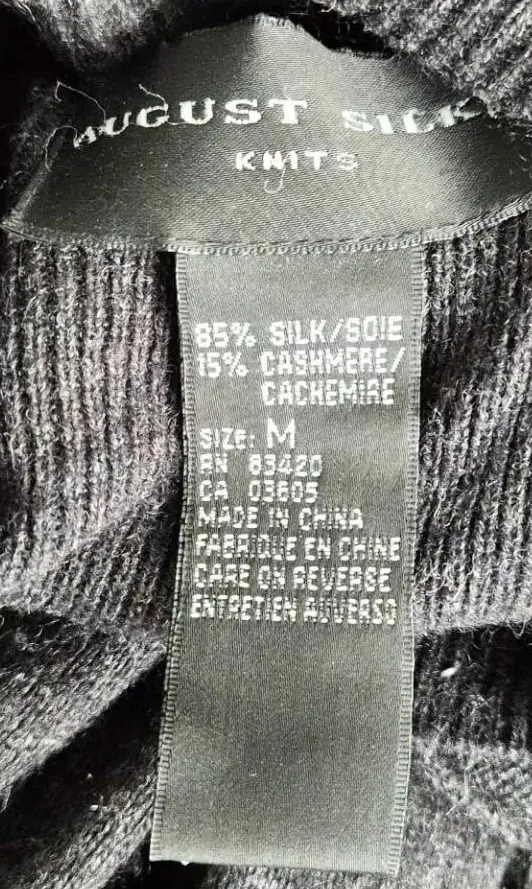 AUGUST SILK
KNITS
85% SILK/SOIE
15% CASHMERE/
CACHEMIRE
SIZE: M
RN 83420
CA 03605
MADE IN CHINA
FABRIQUE EN CHINE
CARE ON REVERSE
ENTRETIEN AU VERSO